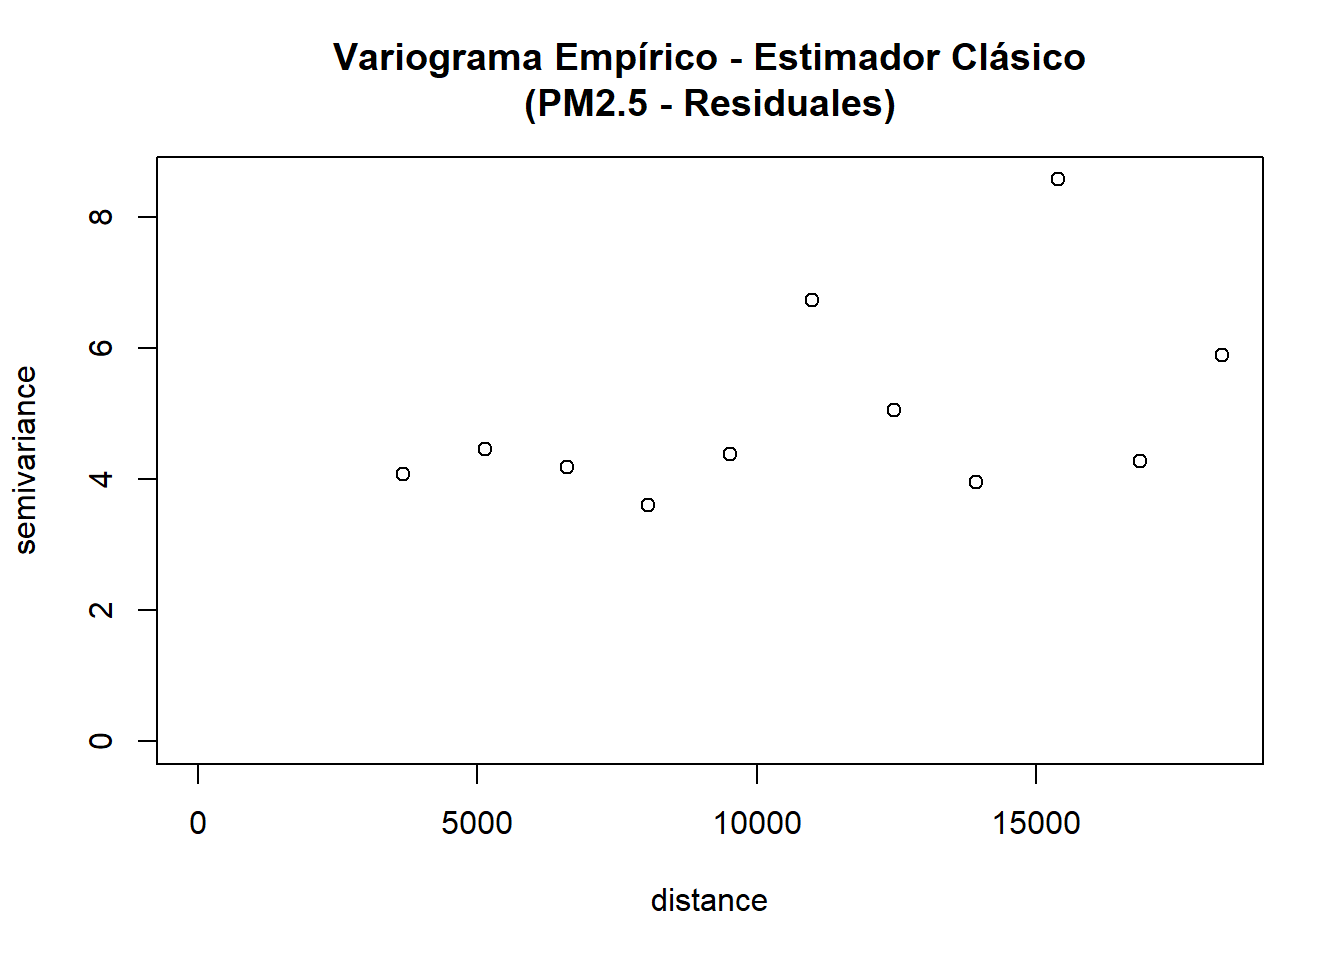 Variograma Empírico - Estimador Clásico
(PM2.5 - Residuales)
semivariance
8
6
4
2
0
0 5000 10000 15000
distance